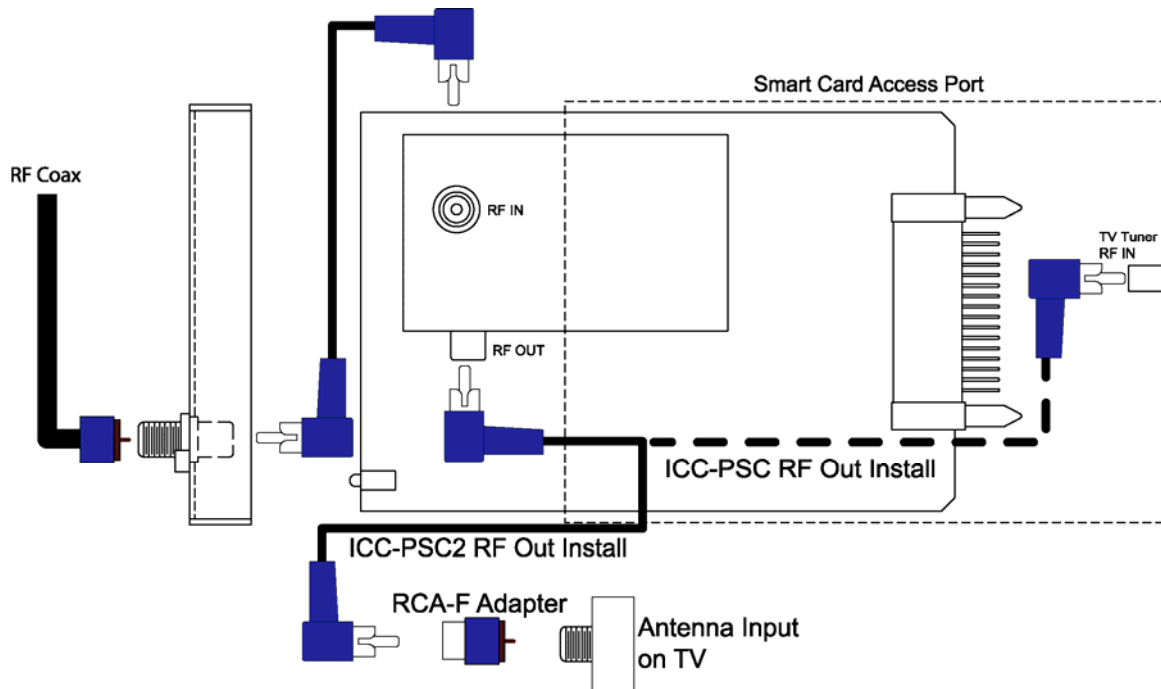 Smart Card Access Port
RF Coax
RF IN
TV Tuner
RF IN
RF OUT
ICC-PSC RF Out Install
ICC-PSC2 RF Out Install
RCA-F Adapter
Antenna Input
on TV